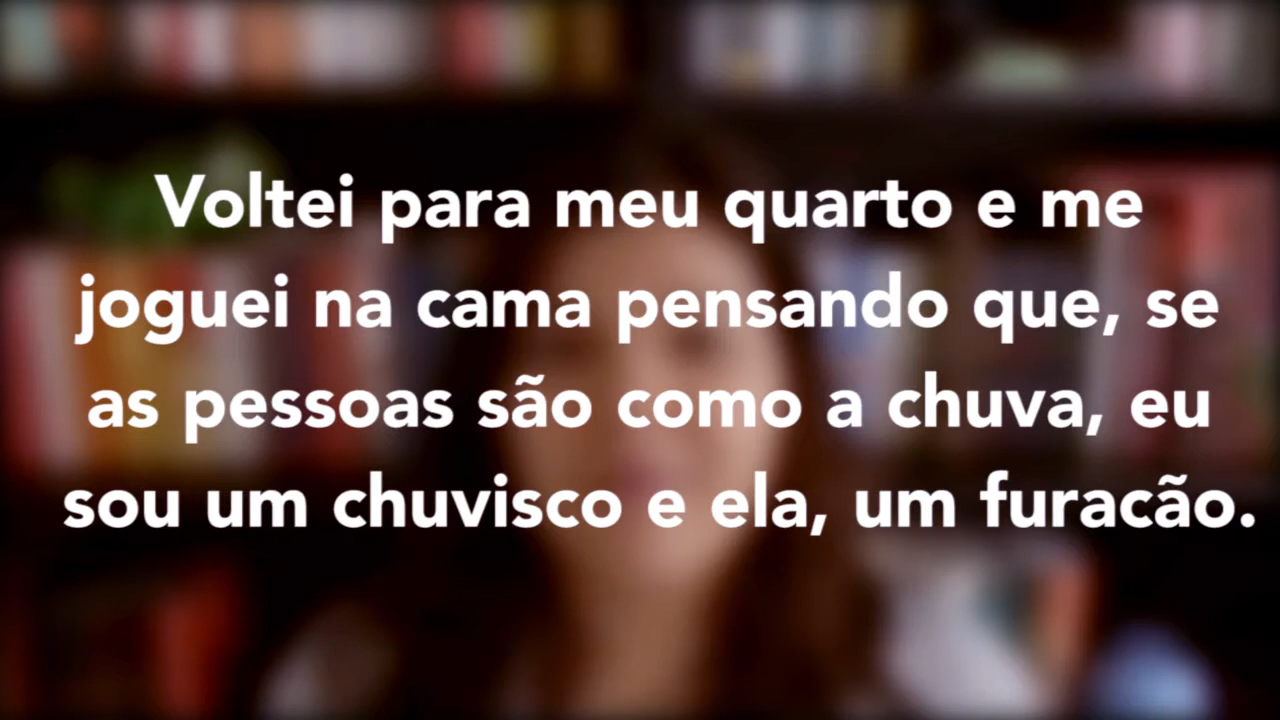 Voltei para meu quarto e me
joguei na cama pensando que, se
as pessoas são como a chuva, eu
sou um chuvisco e ela, um furacão.